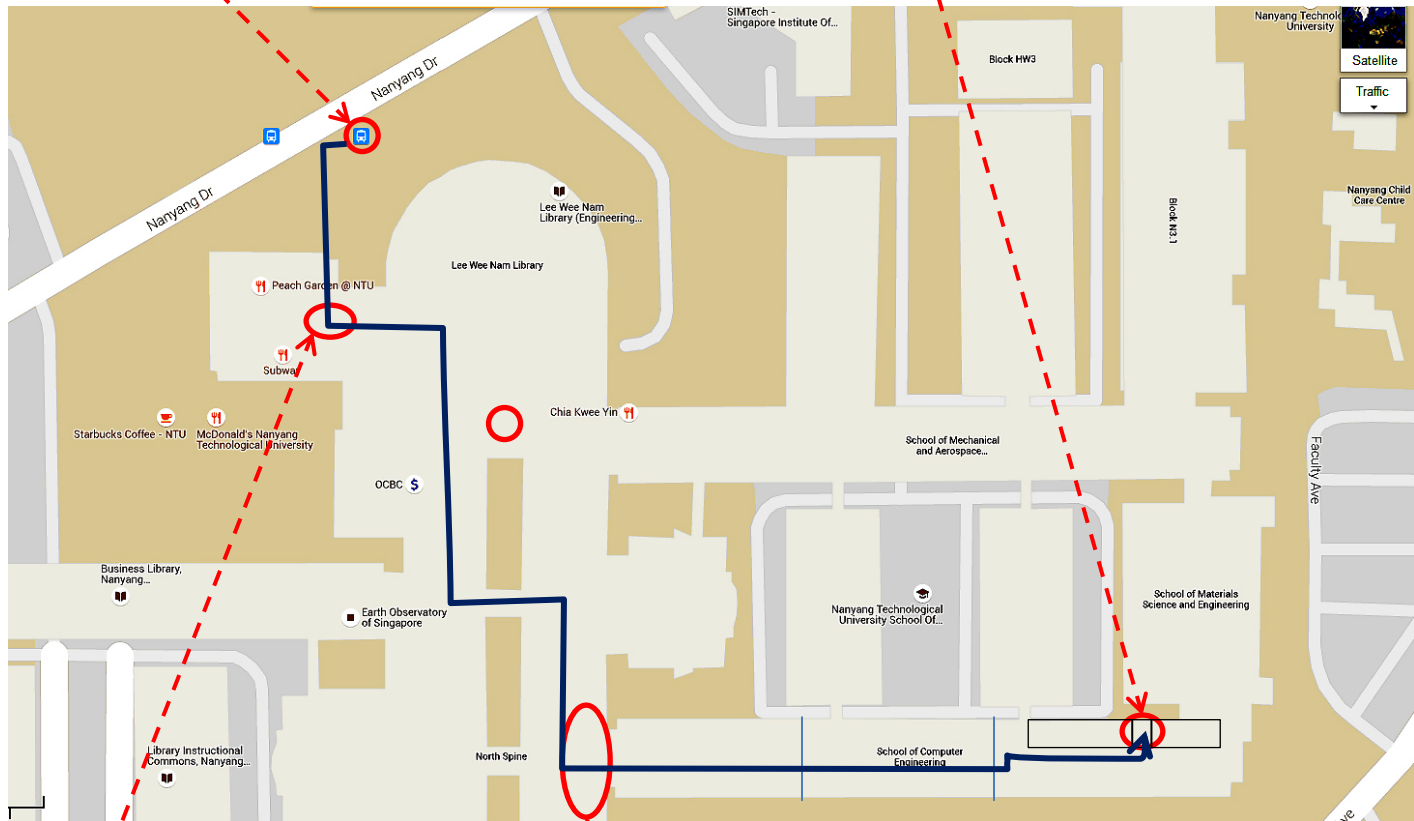 SIMTech -
Singapore Institute Of...
Nanyang Technol
University
Satellite
Traffic
Block HW3
Nanyang Dr
Nanyang Dr
Lee Wee Nam
Library (Engineering...
Nanyang Child
Care Centre
Block N3.1
Lee Wee Nam Library
Peach Garden @ NTU
Subway
Chia Kwee Yin
Starbucks Coffee - NTU
McDonald's Nanyang
Technological University
School of Mechanical
and Aerospace...
Faculty Ave
OCBC
$
Business Library,
Nanyang...
Earth Observatory
of Singapore
Nanyang Technological
University School Of...
School of Materials
Science and Engineering
Library Instructional
Commons, Nanyang...
North Spine
School of Computer
Engineering
ve